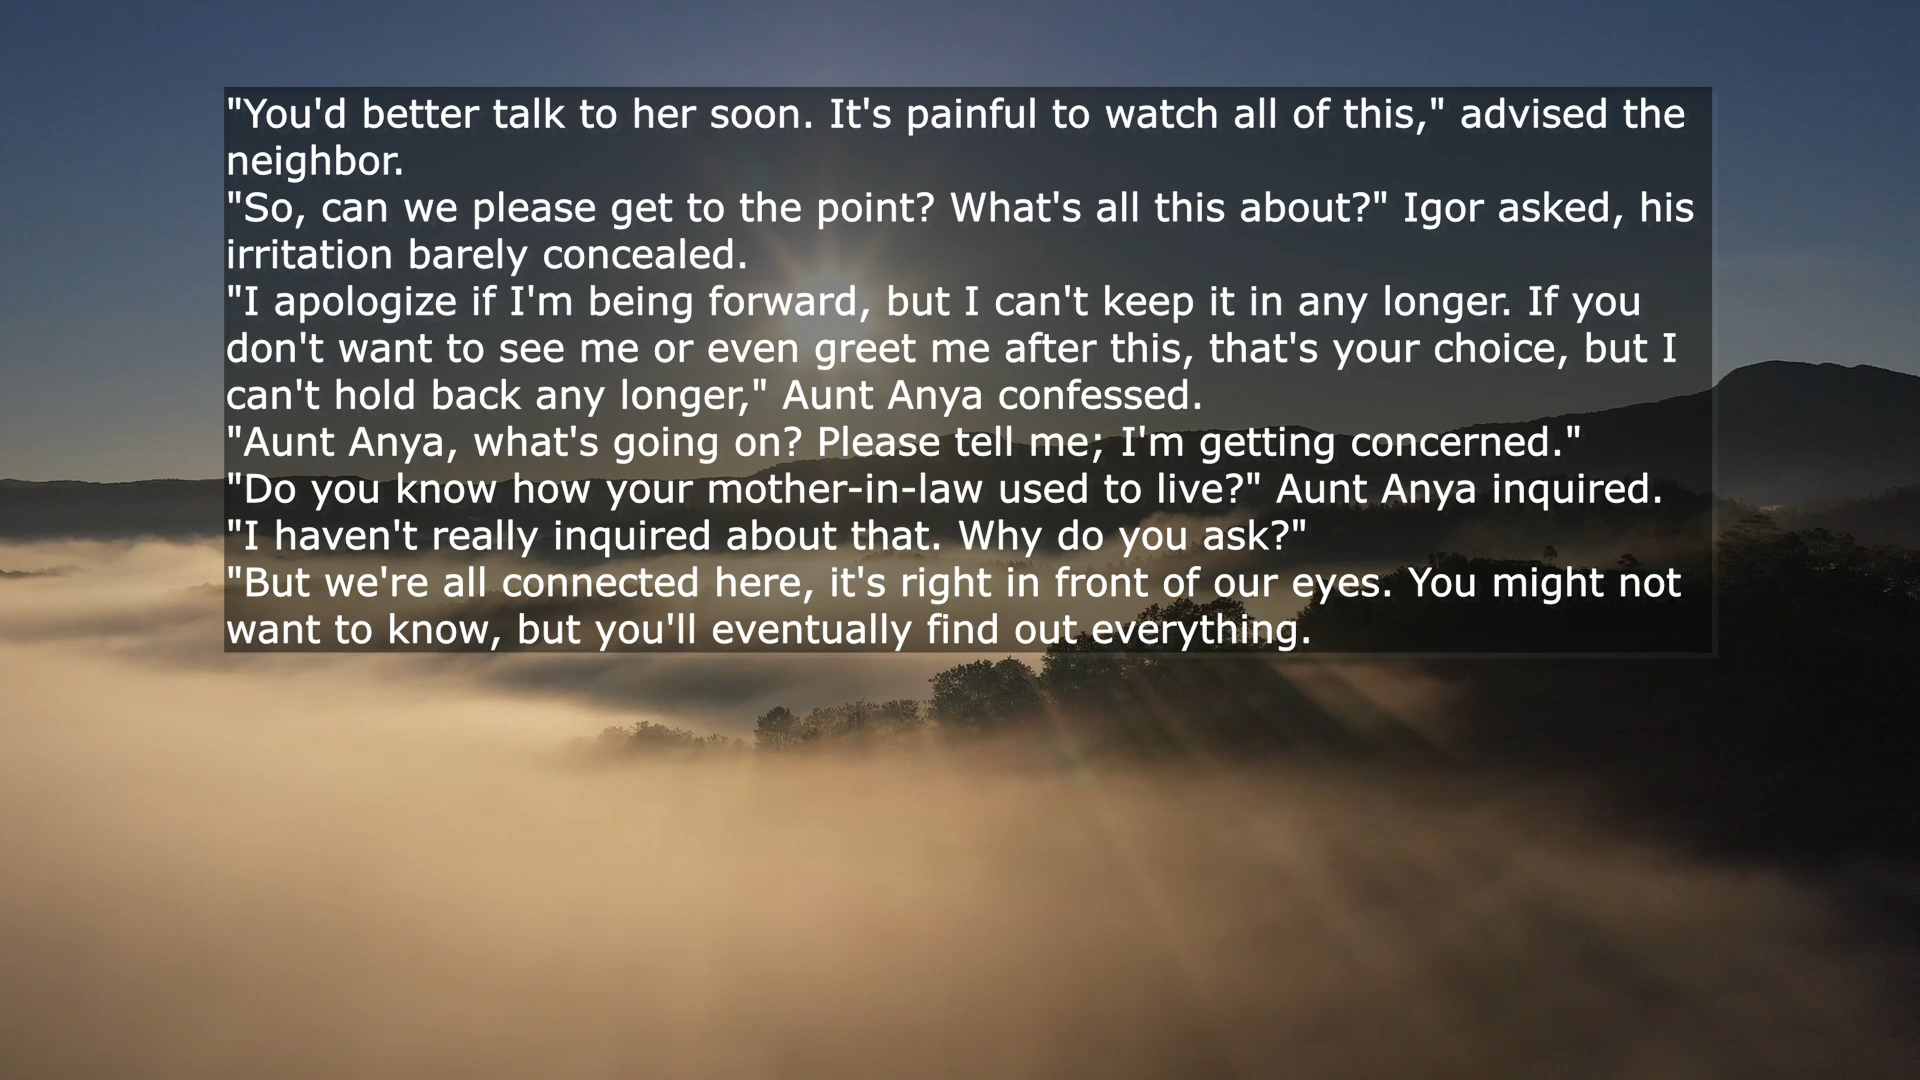 "You'd better talk to her soon. It's painful to watch all of this," advised the
neighbor.
"So, can we please get to the point? What's all this about?" Igor asked, his
irritation barely concealed.
"I apologize if I'm being forward, but I can't keep it in any longer. If you
don't want to see me or even greet me after this, that's your choice, but I
can't hold back any longer," Aunt Anya confessed.
"Aunt Anya, what's going on? Please tell me; I'm getting concerned."
"Do you know how your mother-in-law used to live?" Aunt Anya inquired.
"I haven't really inquired about that. Why do you ask?"
"But we're all connected here, it's right in front of our eyes. You might not
want to know, but you'll eventually find out everything.